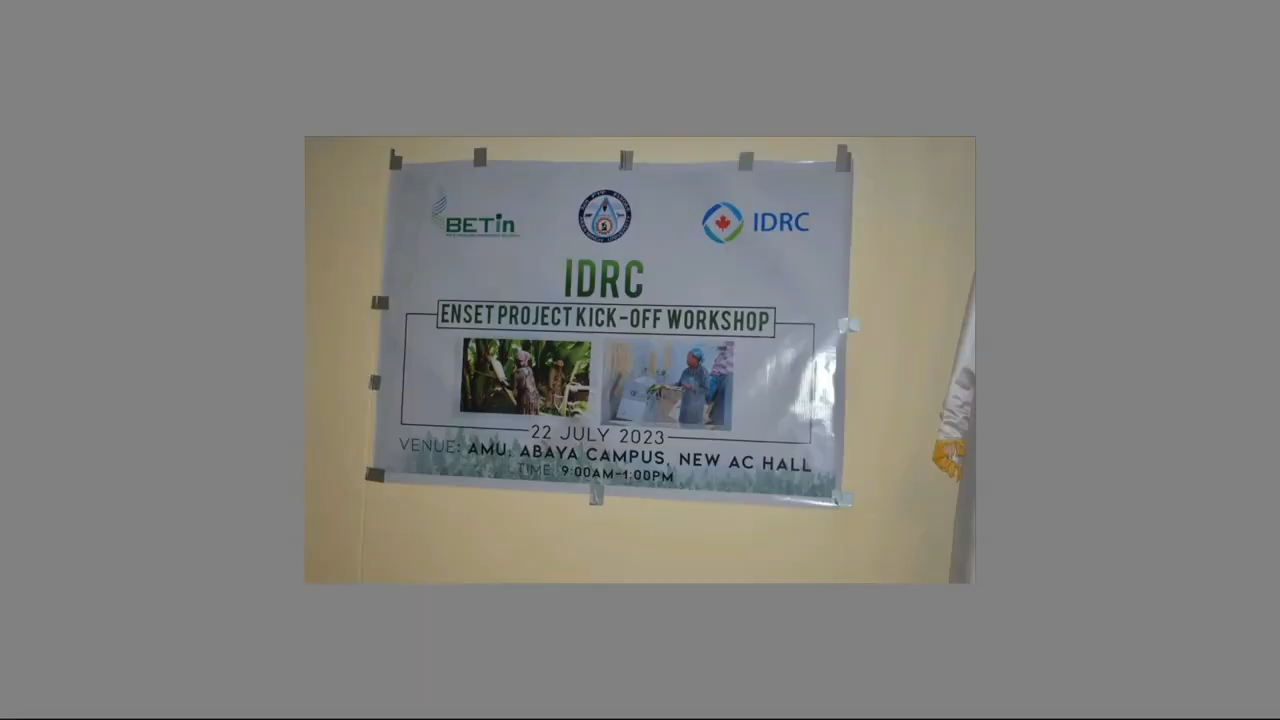 BETin
IDRC
IDRC
ENSET PROJECT KICK-OFF WORKSHOP
22 JULY 2023
VENUE: AMU, ABAYA CAMPUS, NEW AC HALL
TIME: 9:00AM-1:00PM